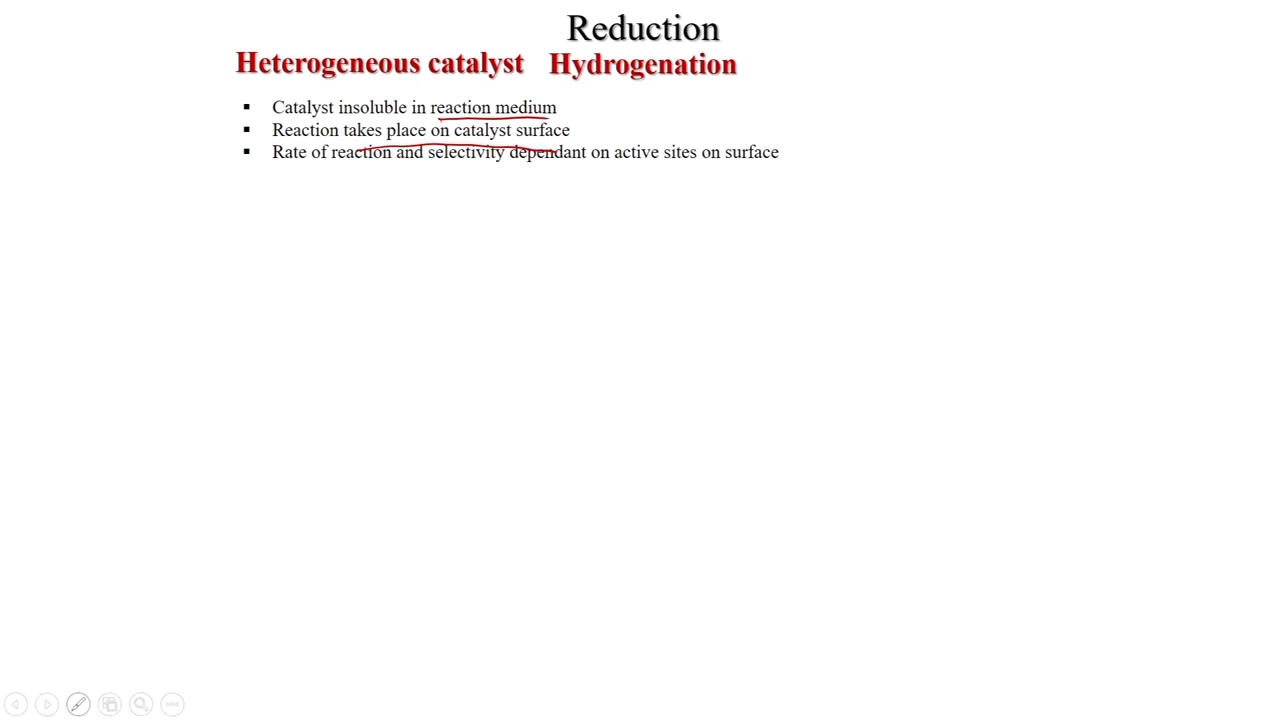 Reduction
Heterogeneous catalyst Hydrogenation
▪ Catalyst insoluble in reaction medium
▪ Reaction takes place on catalyst surface
▪ Rate of reaction and selectivity dependant on active sites on surface